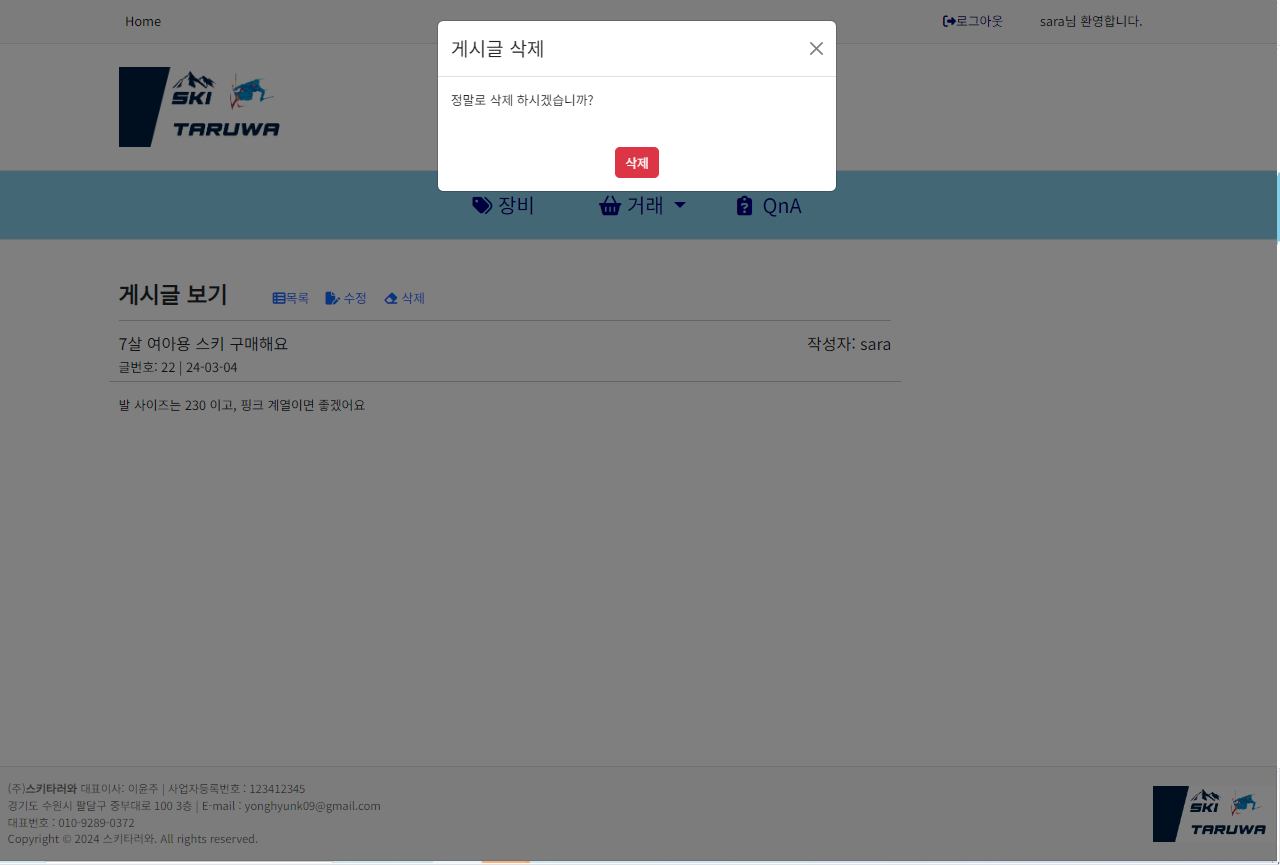 Home
로그아웃 sara님 환영합니다.
게시글 삭제
정말로 삭제 하시겠습니까?
삭제
SKI
TARUWA
장비 거래 QnA
게시글 보기 목록 수정 삭제
7살 여아용 스키 구매해요 작성자: sara
글번호: 22 | 24-03-04
발 사이즈는 230 이고, 핑크 계열이면 좋겠어요
(주)스키타러와 대표이사: 이윤주 | 사업자등록번호 : 123412345
경기도 수원시 팔달구 중부대로 100 3층 | E-mail : yonghyunk09@gmail.com
대표번호 : 010-9289-0372
Copyright © 2024 스키타러와. All rights reserved.
SKI
TARUWA